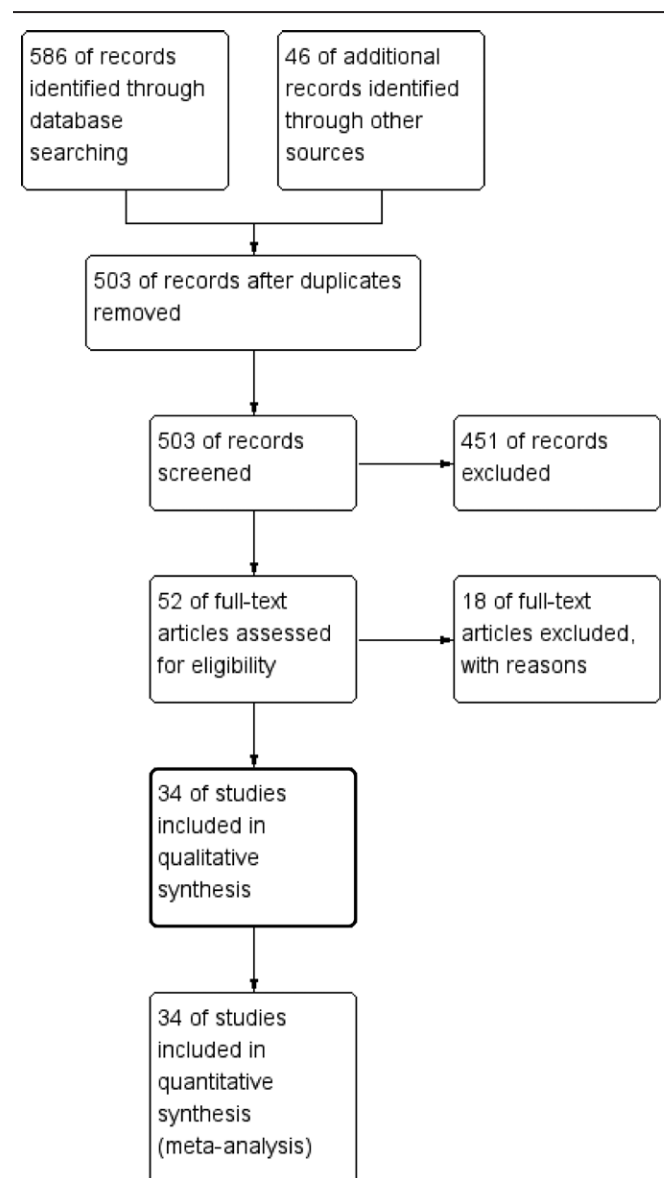 586 of records
identified through
database
searching
46 of additional
records identified
through other
sources
503 of records after duplicates
removed
503 of records
screened
451 of records
excluded
52 of full-text
articles assessed
for eligibility
18 of full-text
articles excluded,
with reasons
34 of studies
included in
qualitative
synthesis
34 of studies
included in
quantitative
synthesis
(meta-analysis)